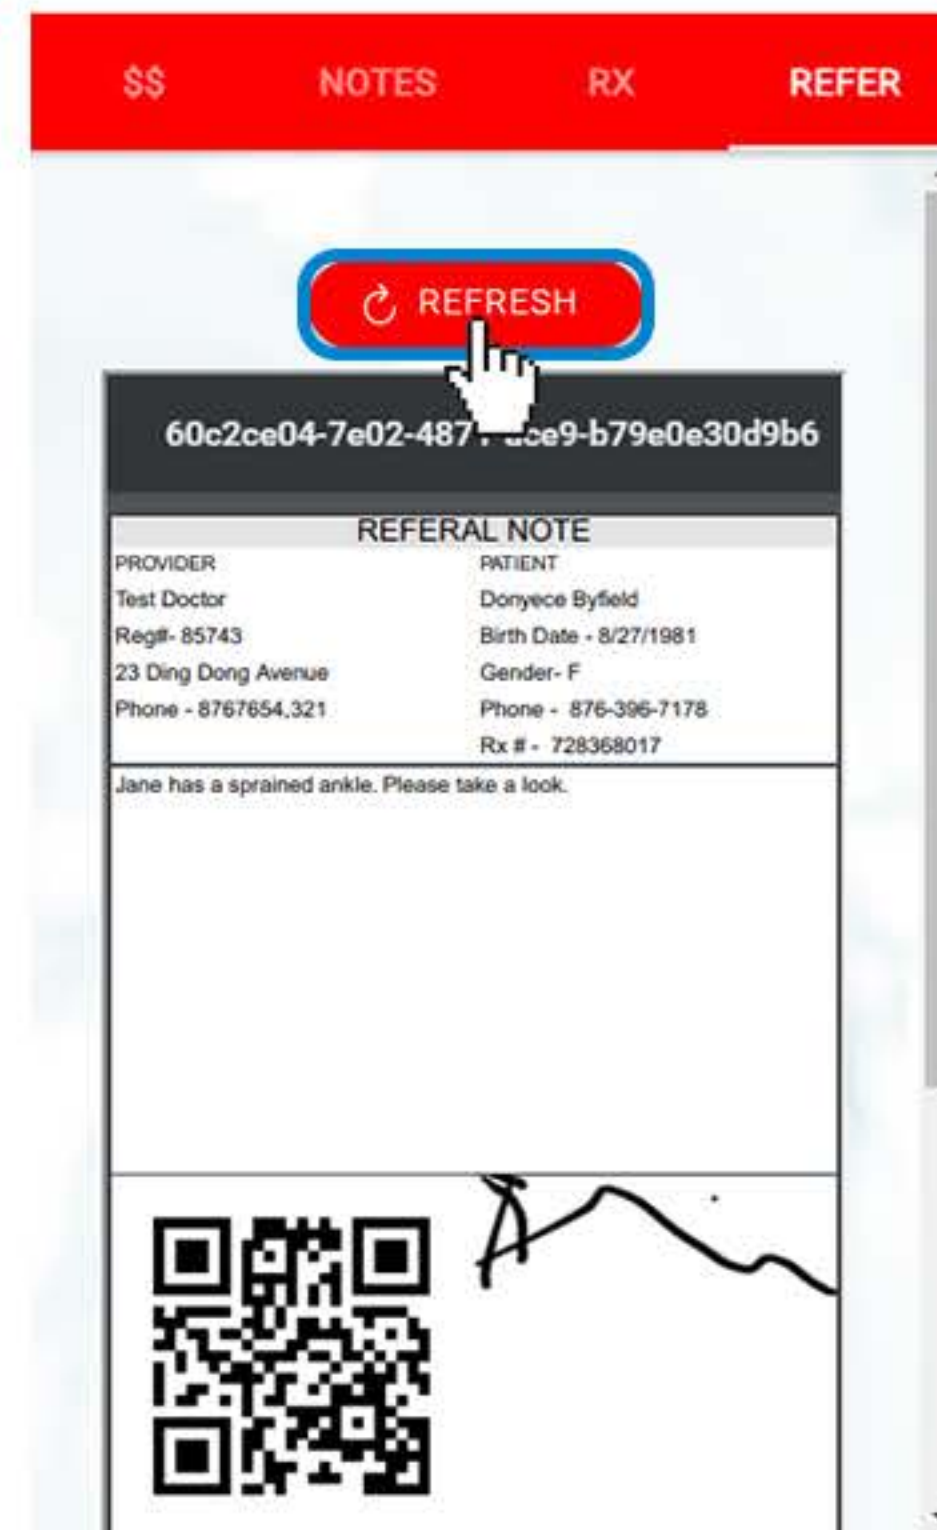 $$ NOTES RX REFER
REFRESH
60c2ce04-7e02-487 ce9-b79e0e30d9b6
REFERAL NOTE
PROVIDER PATIENT
Test Doctor Donyece Byfield
Reg#- 85743 Birth Date - 8/27/1981
23 Ding Dong Avenue Gender- F
Phone - 8767654,321 Phone - 876-396-7178
Rx # - 728368017
Jane has a sprained ankle. Please take a look.